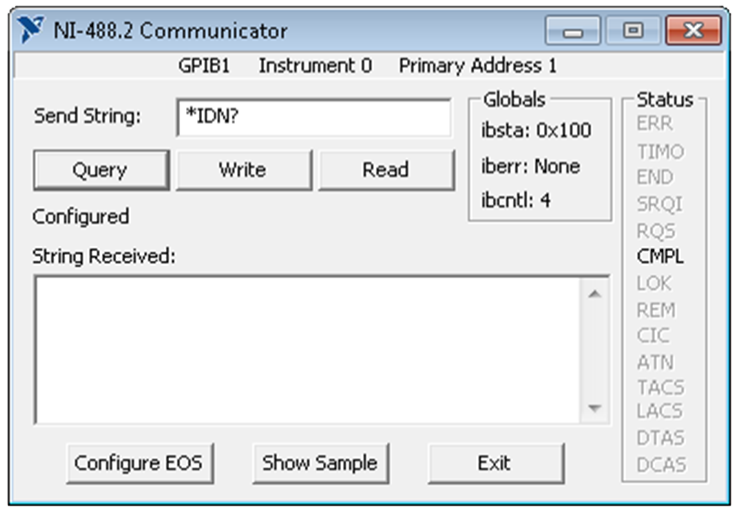 NI-488.2 Communicator
GPIB1 Instrument 0 Primary Address 1
Send String:
*IDN?
Query
Write
Read
Configured
String Received:
Globals
ibsta: 0x100
iberr: None
ibcntl: 4
Status
ERR
TIMO
END
SRQI
RQS
CMPL
LOK
REM
CIC
ATN
TACS
LACS
DTAS
DCAS
Configure EOS
Show Sample
Exit